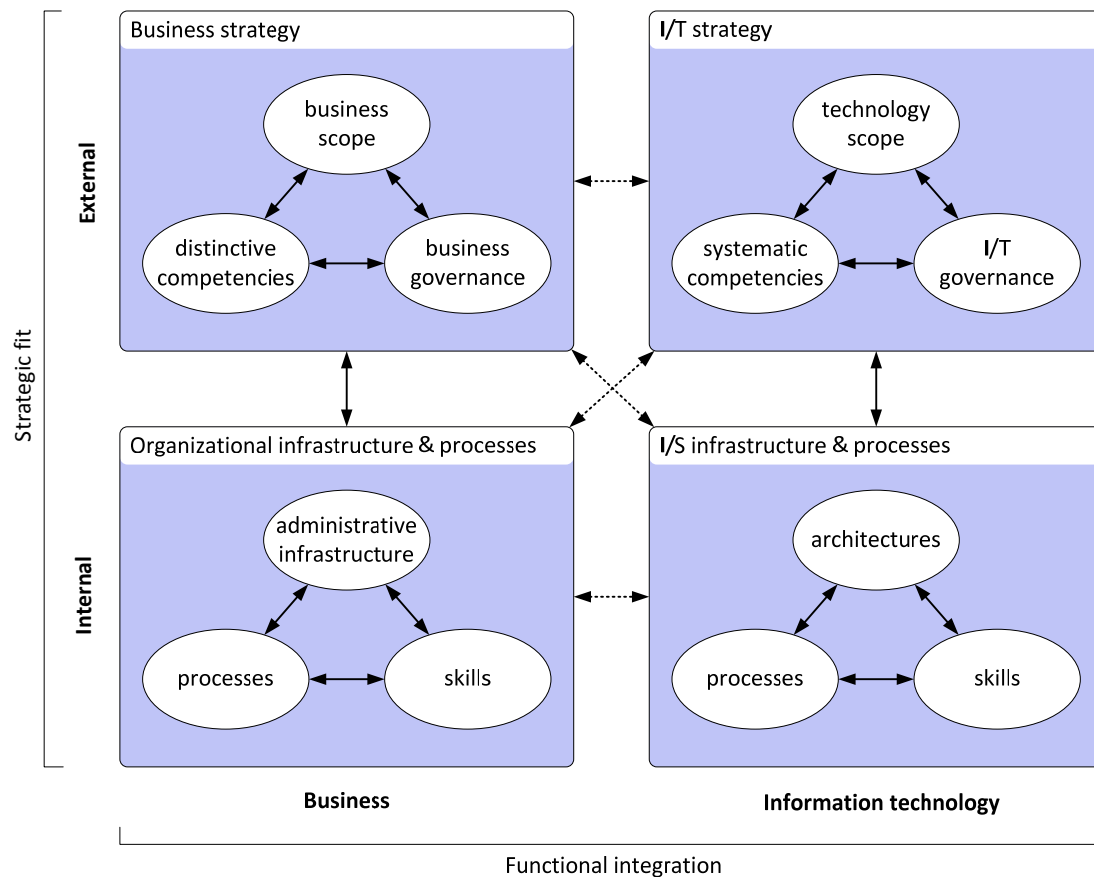 Business strategy
I/T strategy
business
scope
technology
scope
External
distinctive
competencies
business
governance
systematic
competencies
I/T
governance
Strategic fit
Organizational infrastructure & processes
I/S infrastructure & processes
administrative
infrastructure
architectures
Internal
processes
skills
processes
skills
Business
Information technology
Functional integration